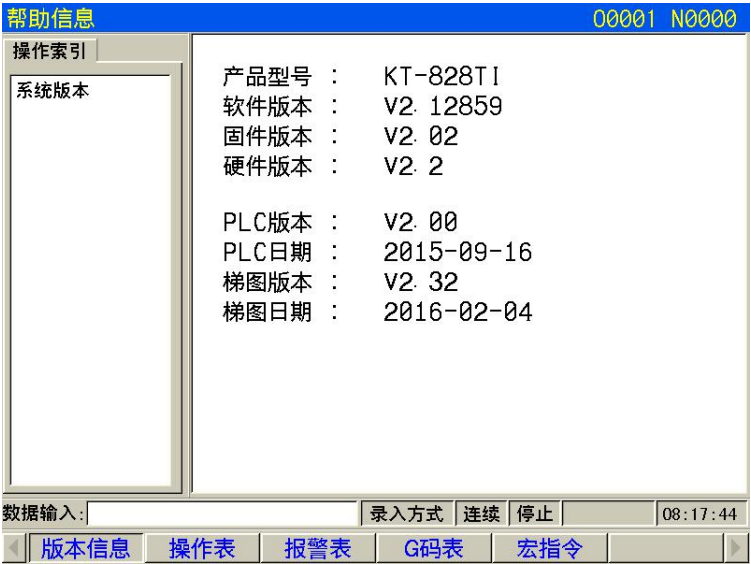 帮助信息 O0001 N0000
操作索引
系统版本
产品型号 : KT-828TI
软件版本 : V2.12859
固件版本 : V2.02
硬件版本 : V2.2
PLC版本 : V2.00
PLC日期 : 2015-09-16
梯图版本 : V2.32
梯图日期 : 2016-02-04
数据输入: 录入方式 连续 停止 08:17:44
版本信息 操作表 报警表 G码表 宏指令